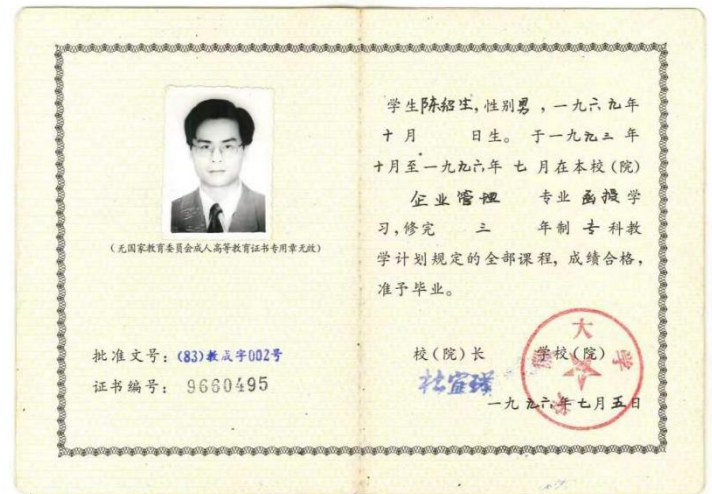 (无国家教育委员会成人高等教育证书专用章无效)
批准文号：(83)教成字002号
证书编号：9660495
学生陈绍生，性别男，一九六九年
十月 日生。于一九九三年
十月至一九九六年七月在本校(院)
企业管理 专业函授学
习，修完 三 年制专科教
学计划规定的全部课程，成绩合格，
准予毕业。
校(院)长 学校(院)
一九九六年七月五日
大学